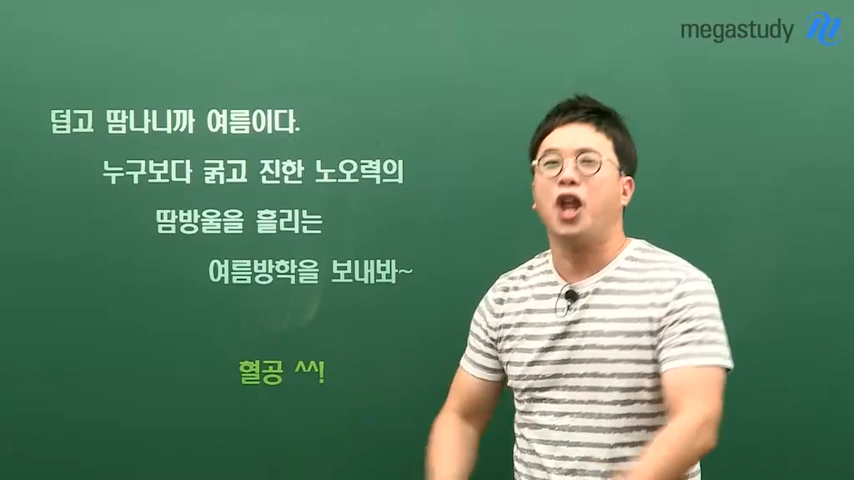 megastudy
덥고 땀나니까 여름이다.
누구보다 굵고 진한 노오력의
땀방울을 흘리는
여름방학을 보내봐~
혈공 ^^!